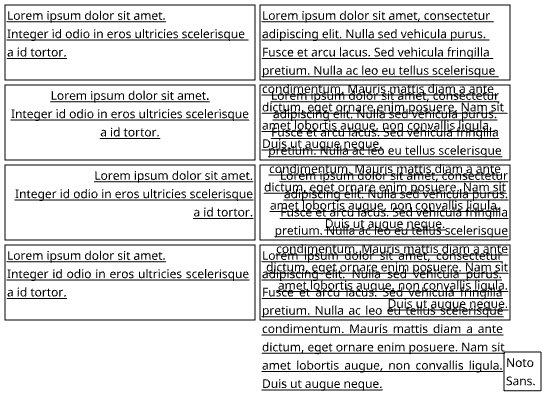 Lorem ipsum dolor sit amet.
Integer id odio in eros ultricies scelerisque
a id tortor.
Lorem ipsum dolor sit amet, consectetur
adipiscing elit. Nulla sed vehicula purus.
Fusce et arcu lacus. Sed vehicula fringilla
pretium. Nulla ac leo eu tellus scelerisque
condimentum. Mauris mattis diam a ante
dictum, eget ornare enim posuere. Nam sit
amet lobortis augue, non convallis ligula.
Duis ut augue neque.
Lorem ipsum dolor sit amet.
Integer id odio in eros ultricies scelerisque
a id tortor.
Lorem ipsum dolor sit amet, consectetur
adipiscing elit. Nulla sed vehicula purus.
Fusce et arcu lacus. Sed vehicula fringilla
pretium. Nulla ac leo eu tellus scelerisque
condimentum. Mauris mattis diam a ante
dictum, eget ornare enim posuere. Nam sit
amet lobortis augue, non convallis ligula.
Duis ut augue neque.
Lorem ipsum dolor sit amet.
Integer id odio in eros ultricies scelerisque
a id tortor.
Lorem ipsum dolor sit amet, consectetur
adipiscing elit. Nulla sed vehicula purus.
Fusce et arcu lacus. Sed vehicula fringilla
pretium. Nulla ac leo eu tellus scelerisque
condimentum. Mauris mattis diam a ante
dictum, eget ornare enim posuere. Nam sit
amet lobortis augue, non convallis ligula.
Duis ut augue neque.
Lorem ipsum dolor sit amet.
Integer id odio in eros ultricies scelerisque
a id tortor.
Lorem ipsum dolor sit amet, consectetur
adipiscing elit. Nulla sed vehicula purus.
Fusce et arcu lacus. Sed vehicula fringilla
pretium. Nulla ac leo eu tellus scelerisque
condimentum. Mauris mattis diam a ante
dictum, eget ornare enim posuere. Nam sit
amet lobortis augue, non convallis ligula.
Duis ut augue neque.
Noto
Sans.